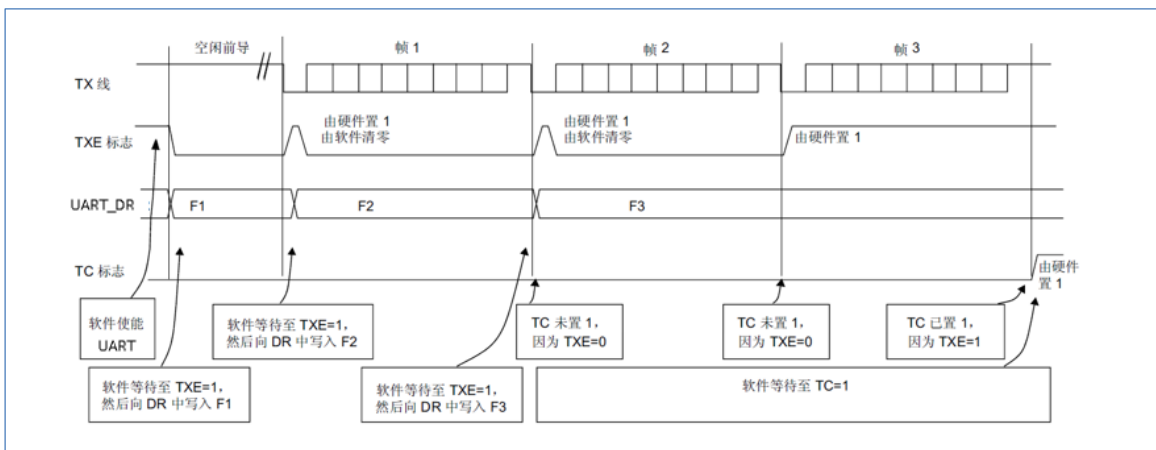 空闲前导
帧 1
帧 2
帧 3
TX 线
TXE 标志
由硬件置 1
由软件清零
由硬件置 1
由软件清零
由硬件置 1
UART_DR
F1
F2
F3
TC 标志
由硬件
置 1
软件使能
UART
软件等待至 TXE=1，
然后向 DR 中写入 F2
TC 未置 1，
因为 TXE=0
TC 未置 1，
因为 TXE=0
TC 已置 1，
因为 TXE=1
软件等待至 TXE=1，
然后向 DR 中写入 F1
软件等待至 TXE=1，
然后向 DR 中写入 F3
软件等待至 TC=1